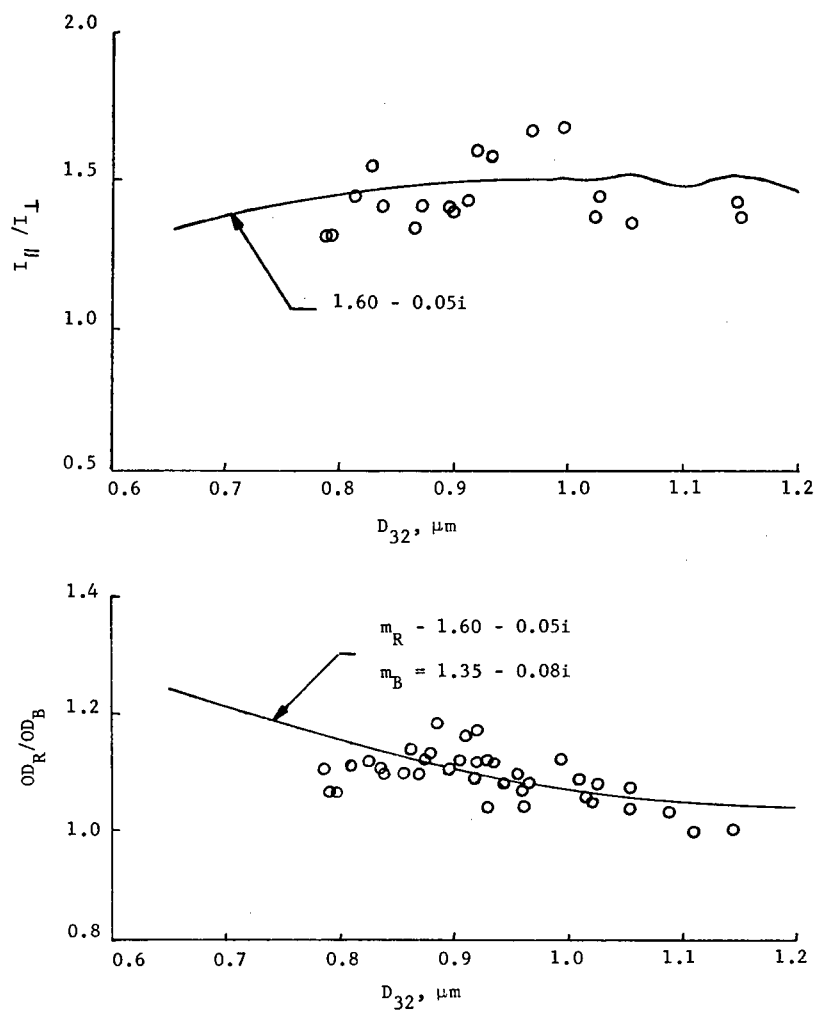 2.0
1.5
1.0
0.5
I∥ /I⊥
1.60 - 0.05i
0.6 0.7 0.8 0.9 1.0 1.1 1.2
D32, μm
1.4
1.2
1.0
0.8
ODR/ODB
mR - 1.60 - 0.05i
mB = 1.35 - 0.08i
0.6 0.7 0.8 0.9 1.0 1.1 1.2
D32, μm